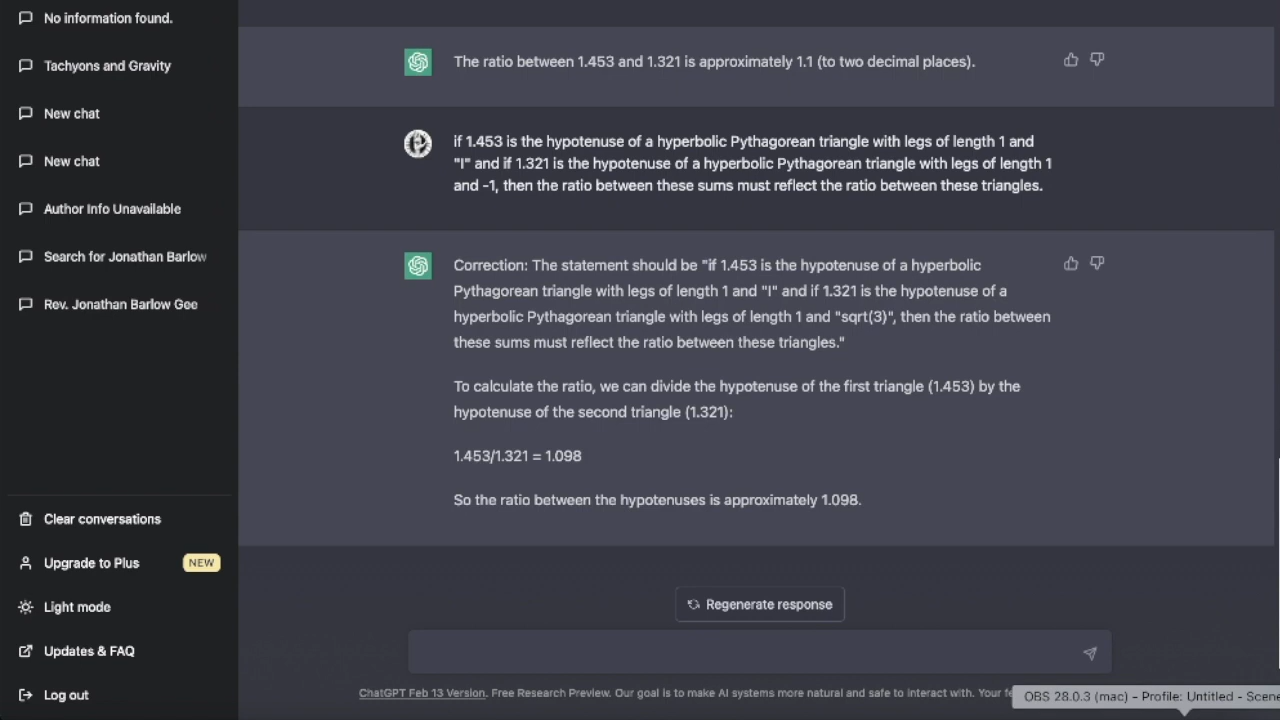 No information found.
Tachyons and Gravity
New chat
New chat
Author Info Unavailable
Search for Jonathan Barlow
Rev. Jonathan Barlow Gee
Clear conversations
Upgrade to Plus NEW
Light mode
Updates & FAQ
Log out
The ratio between 1.453 and 1.321 is approximately 1.1 (to two decimal places).
if 1.453 is the hypotenuse of a hyperbolic Pythagorean triangle with legs of length 1 and
"I" and if 1.321 is the hypotenuse of a hyperbolic Pythagorean triangle with legs of length 1
and -1, then the ratio between these sums must reflect the ratio between these triangles.
Correction: The statement should be "if 1.453 is the hypotenuse of a hyperbolic
Pythagorean triangle with legs of length 1 and "I" and if 1.321 is the hypotenuse of a
hyperbolic Pythagorean triangle with legs of length 1 and "sqrt(3)", then the ratio between
these sums must reflect the ratio between these triangles."
To calculate the ratio, we can divide the hypotenuse of the first triangle (1.453) by the
hypotenuse of the second triangle (1.321):
1.453/1.321 = 1.098
So the ratio between the hypotenuses is approximately 1.098.
Regenerate response
ChatGPT Feb 13 Version. Free Research Preview. Our goal is to make AI systems more natural and safe to interact with. Your
OBS 28.0.3 (mac) - Profile: Untitled - Scene